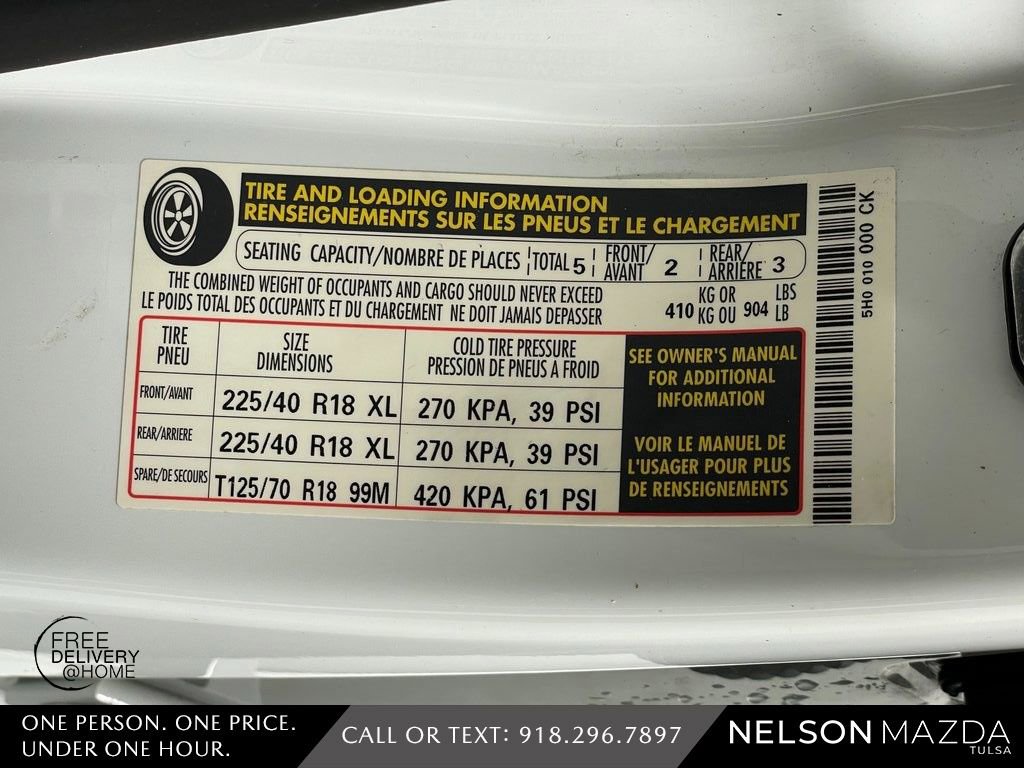 TIRE AND LOADING INFORMATION
RENSEIGNEMENTS SUR LES PNEUS ET LE CHARGEMENT
SEATING CAPACITY/NOMBRE DE PLACES TOTAL 5 FRONT/AVANT 2 REAR/ARRIÈRE 3
THE COMBINED WEIGHT OF OCCUPANTS AND CARGO SHOULD NEVER EXCEED
LE POIDS TOTAL DES OCCUPANTS ET DU CHARGEMENT NE DOIT JAMAIS DEPASSER
410 KG OR 904 LBS
KG OU LB
TIRE
PNEU
SIZE
DIMENSIONS
COLD TIRE PRESSURE
PRESSION DE PNEUS A FROID
FRONT/AVANT 225/40 R18 XL 270 KPA, 39 PSI
REAR/ARRIERE 225/40 R18 XL 270 KPA, 39 PSI
SPARE/DE SECOURS T125/70 R18 99M 420 KPA, 61 PSI
SEE OWNER'S MANUAL
FOR ADDITIONAL
INFORMATION
VOIR LE MANUEL DE
L'USAGER POUR PLUS
DE RENSEIGNEMENTS
5H0 010 000 CK
FREE
DELIVERY
@HOME
ONE PERSON. ONE PRICE.
UNDER ONE HOUR.
CALL OR TEXT: 918.296.7897
NELSON MAZDA
TULSA